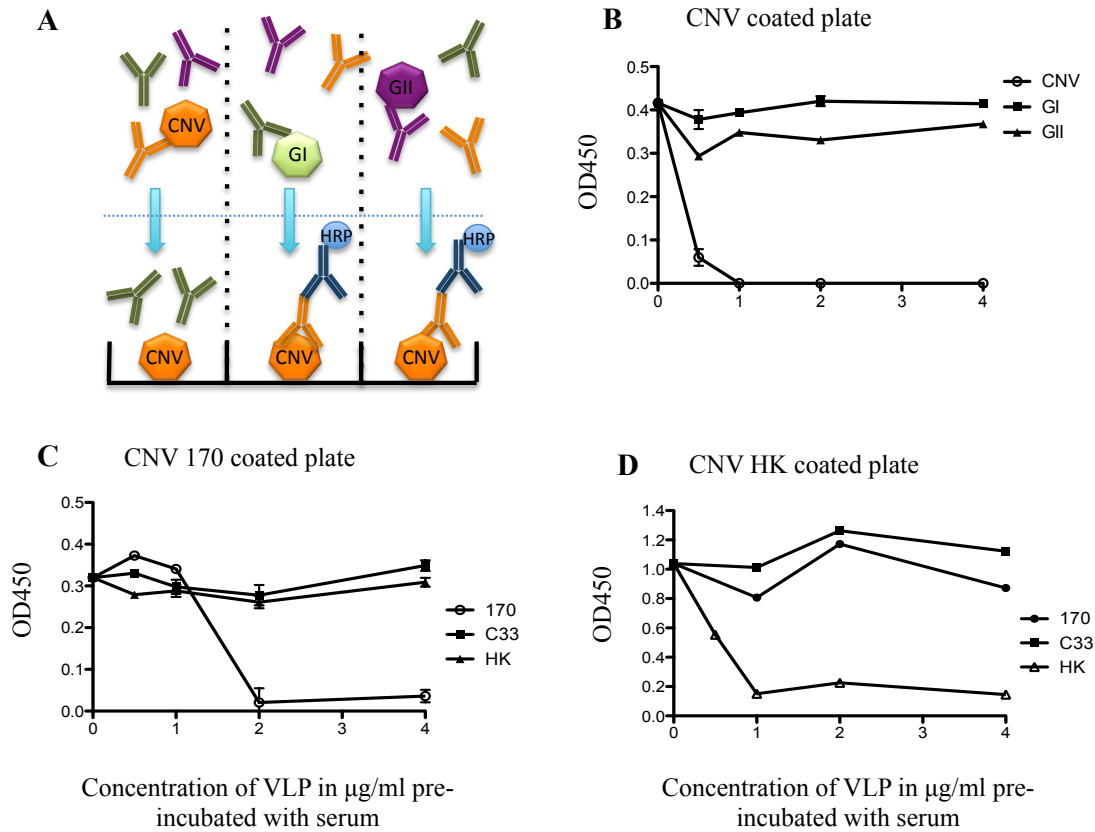 A
CNV
GI
GII
HRP
HRP
CNV
CNV
CNV
B
CNV coated plate
OD450
0.5
0.4
0.3
0.2
0.1
0.0
0
1
2
3
4
CNV
GI
GII
C
CNV 170 coated plate
OD450
0.5
0.4
0.3
0.2
0.1
0.0
0
1
2
3
4
170
C33
HK
Concentration of VLP in μg/ml pre-
incubated with serum
D
CNV HK coated plate
OD450
1.4
1.2
1.0
0.8
0.6
0.4
0.2
0.0
0
1
2
3
4
170
C33
HK
Concentration of VLP in μg/ml pre-
incubated with serum